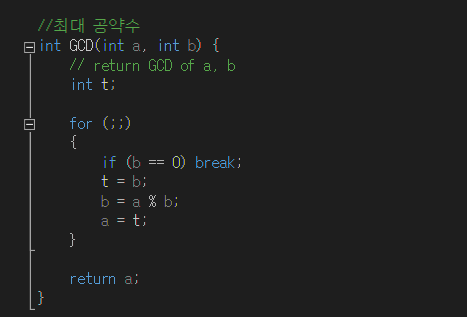 //최대 공약수
int GCD(int a, int b) {
// return GCD of a, b
int t;
for (;;)
{
if (b == 0) break;
t = b;
b = a % b;
a = t;
}
return a;
}